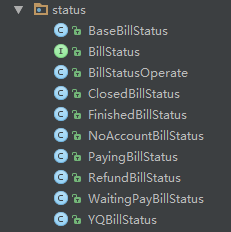 status
C BaseBillStatus
I BillStatus
C BillStatusOperate
C ClosedBillStatus
C FinishedBillStatus
C NoAccountBillStatus
C PayingBillStatus
C RefundBillStatus
C WaitingPayBillStatus
C YQBillStatus